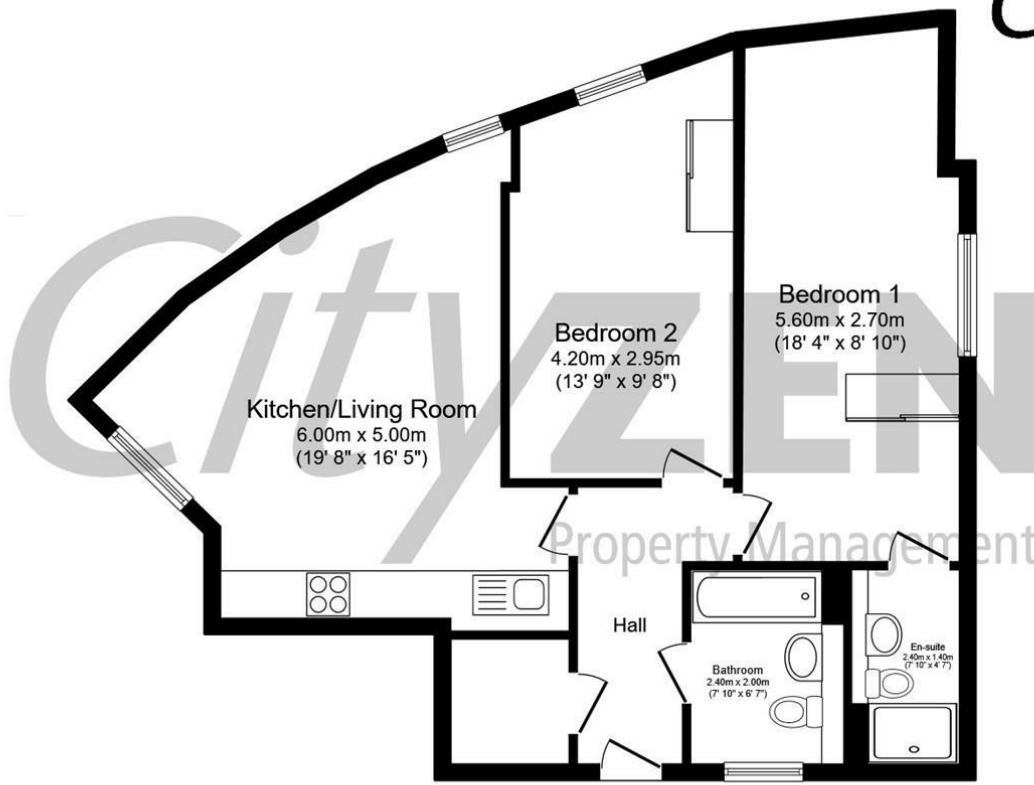 CityZEN
Property Management
Bedroom 1
5.60m x 2.70m
(18' 4" x 8' 10")
Bedroom 2
4.20m x 2.95m
(13' 9" x 9' 8")
Kitchen/Living Room
6.00m x 5.00m
(19' 8" x 16' 5")
Hall
Bathroom
2.40m x 2.00m
(7' 10" x 6' 7")
En-suite
2.40m x 1.40m
(7' 10" x 4' 7")